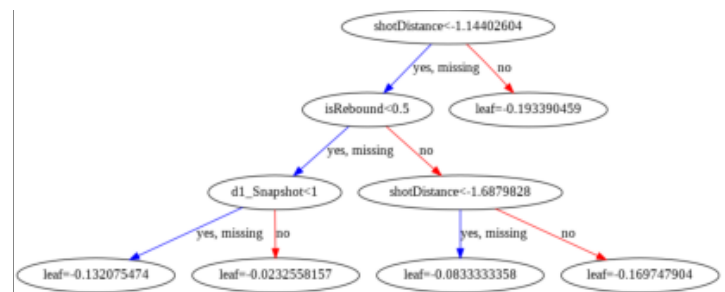 shotDistance<-1.14402604
yes, missing
no
isRebound<0.5
leaf=-0.193390459
yes, missing
no
d1_Snapshot<1
shotDistance<-1.6879828
yes, missing
no
yes, missing
no
leaf=-0.132075474
leaf=-0.0232558157
leaf=-0.0833333358
leaf=-0.169747904